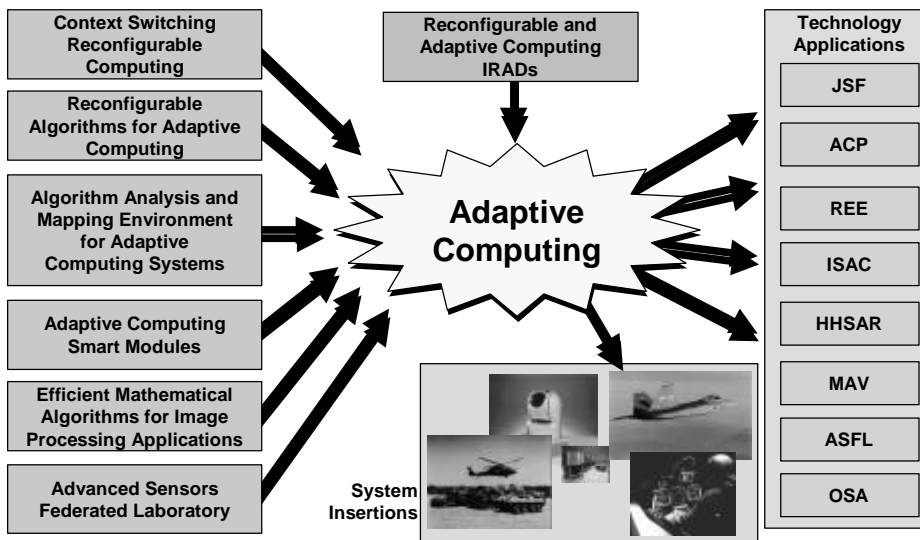 Context Switching
Reconfigurable
Computing
Reconfigurable
Algorithms for Adaptive
Computing
Algorithm Analysis and
Mapping Environment
for Adaptive
Computing Systems
Adaptive Computing
Smart Modules
Efficient Mathematical
Algorithms for Image
Processing Applications
Advanced Sensors
Federated Laboratory
Reconfigurable and
Adaptive Computing
IRADs
Adaptive
Computing
System
Insertions
Technology
Applications
JSF
ACP
REE
ISAC
HHSAR
MAV
ASFL
OSA